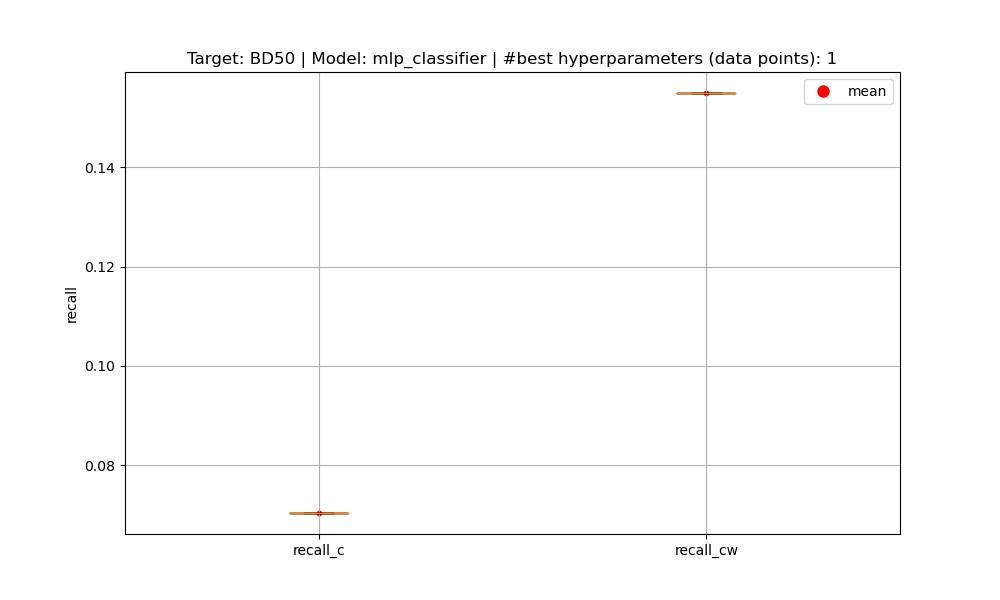 Target: BD50 | Model: mlp_classifier | #best hyperparameters (data points): 1
mean
0.14
0.12
0.10
0.08
recall
recall_c
recall_cw